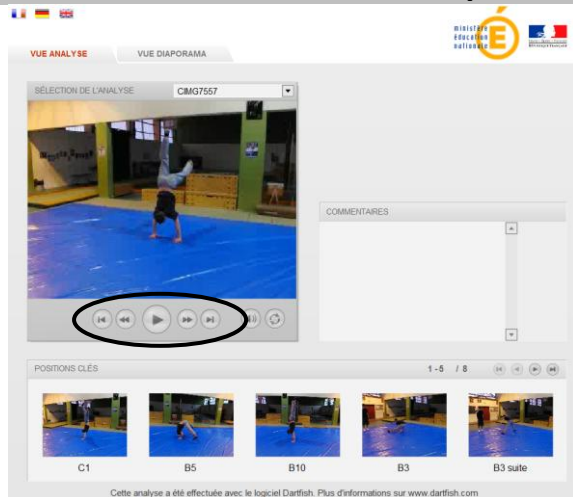 ministère
éducation
nationale
É
VUE ANALYSE
VUE DIAPORAMA
SÉLECTION DE L'ANALYSE
CIMG7557
COMMENTAIRES
POSITIONS CLÉS
1 - 5 / 8
C1
B5
B10
B3
B3 suite
Cette analyse a été effectuée avec le logiciel Dartfish. Plus d'informations sur www.dartfish.com